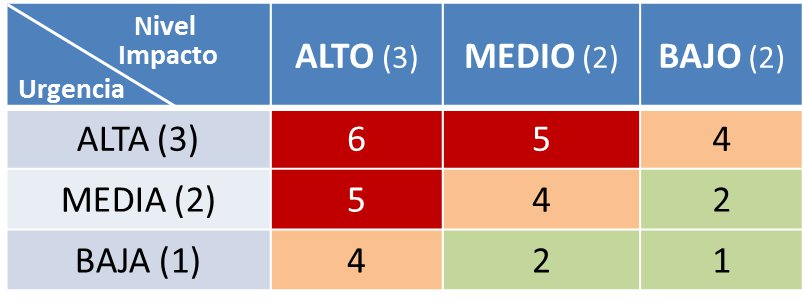 Nivel
Impacto
Urgencia
ALTO (3) MEDIO (2) BAJO (2)
ALTA (3) 6 5 4
MEDIA (2) 5 4 2
BAJA (1) 4 2 1